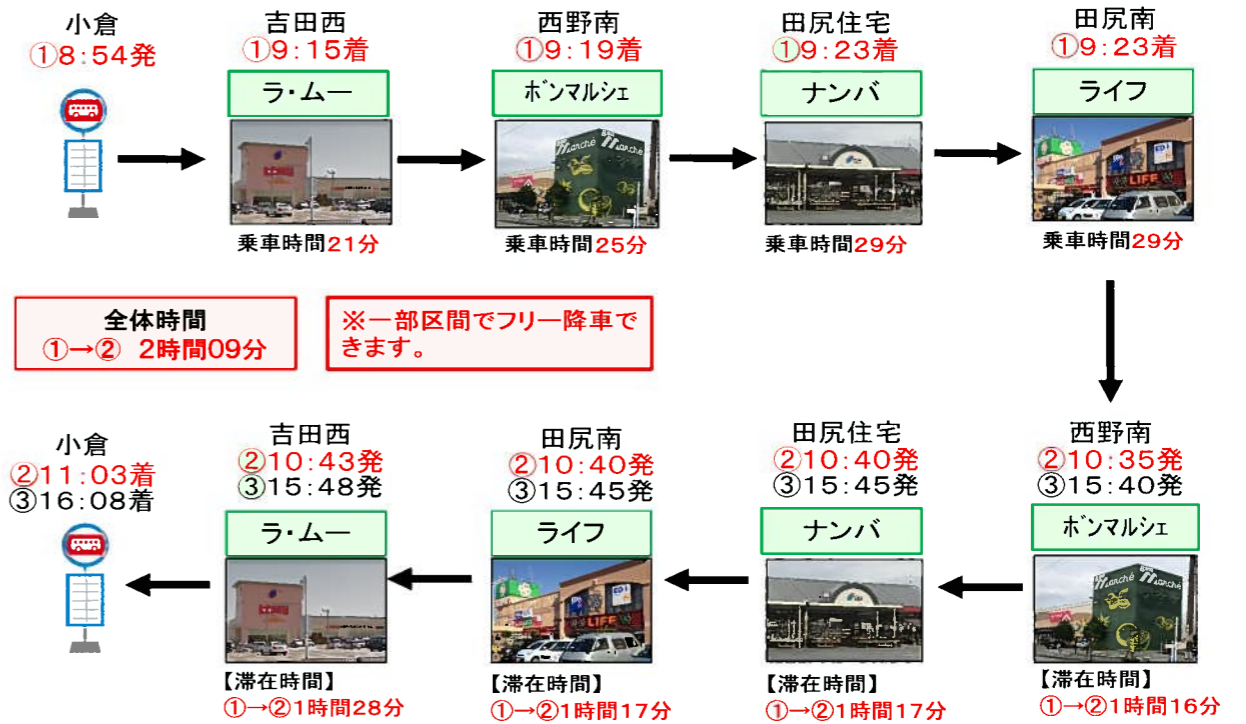 小倉
①8:54発
吉田西
①9:15着
ラ・ムー
乗車時間21分
西野南
①9:19着
ボンマルシェ
Marché Marché
乗車時間25分
田尻住宅
①9:23着
ナンバ
乗車時間29分
田尻南
①9:23着
ライフ
LIFE
乗車時間29分
全体時間
①→② 2時間09分
※一部区間でフリー降車で
きます。
小倉
②11:03着
③16:08着
吉田西
②10:43発
③15:48発
ラ・ムー
【滞在時間】
①→②1時間28分
田尻南
②10:40発
③15:45発
ライフ
LIFE
【滞在時間】
①→②1時間17分
田尻住宅
②10:40発
③15:45発
ナンバ
【滞在時間】
①→②1時間17分
西野南
②10:35発
③15:40発
ボンマルシェ
Marché Marché
【滞在時間】
①→②1時間16分